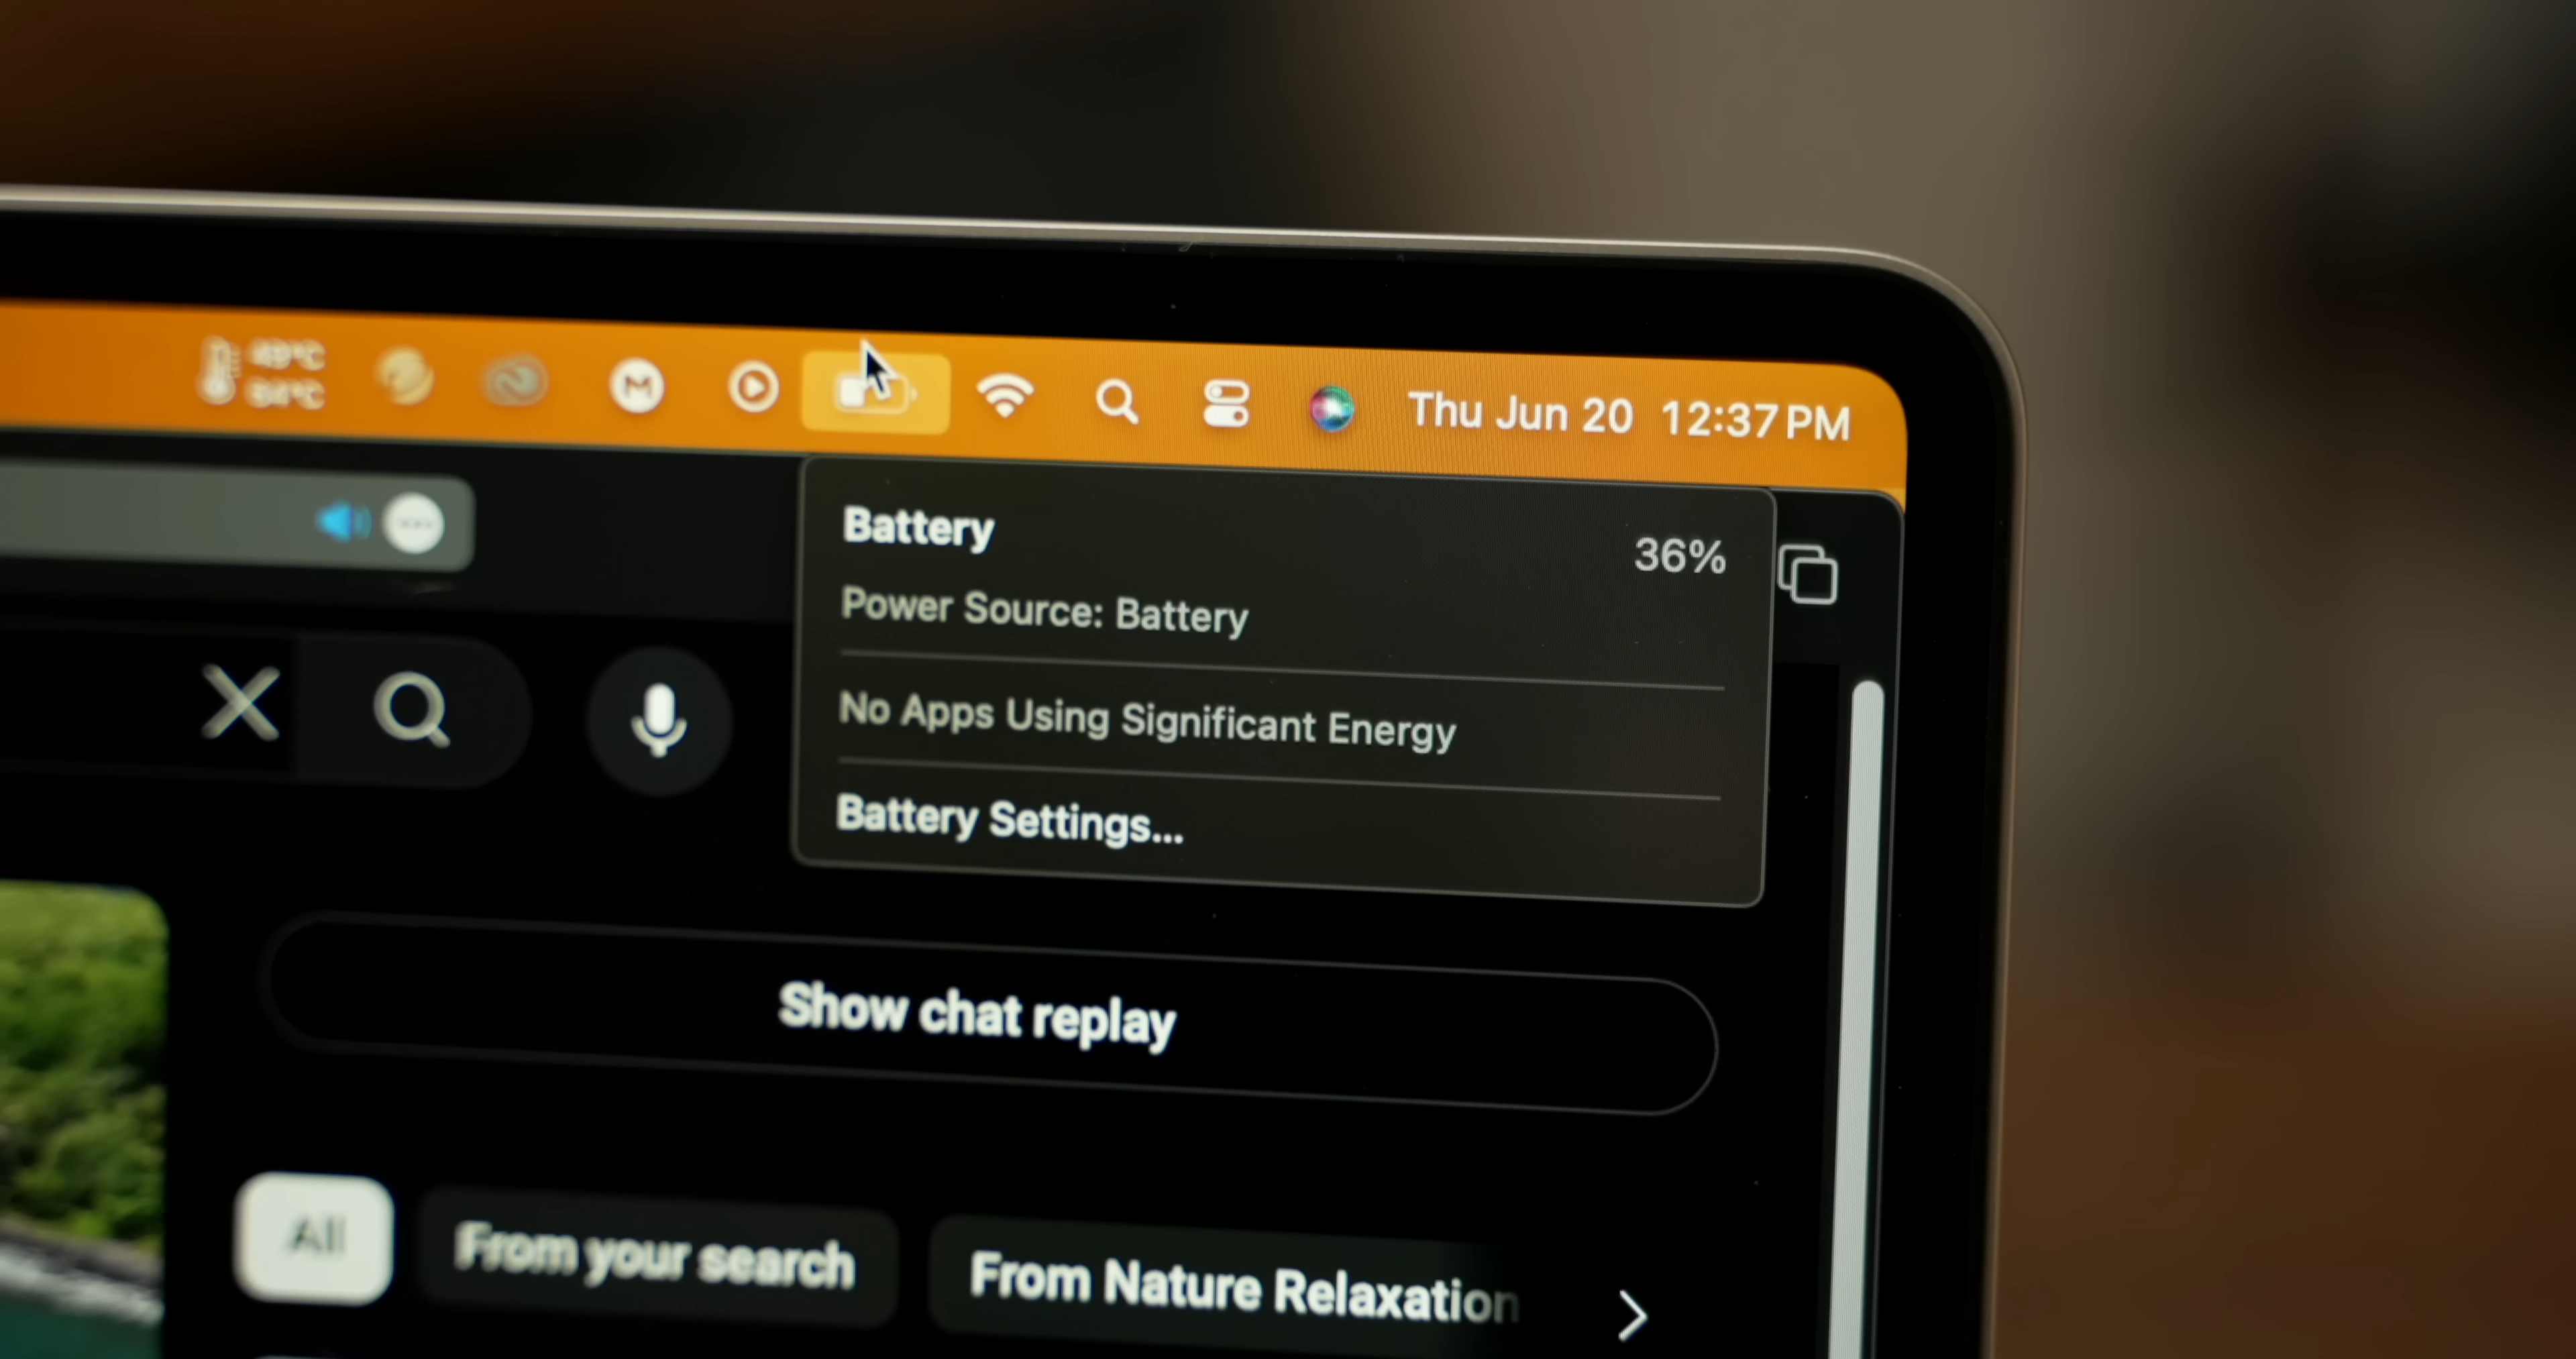 M
Thu Jun 20 12:37 PM
Battery
36%
Power Source: Battery
No Apps Using Significant Energy
Battery Settings...
Show chat replay
All
From your search
From Nature Relaxation